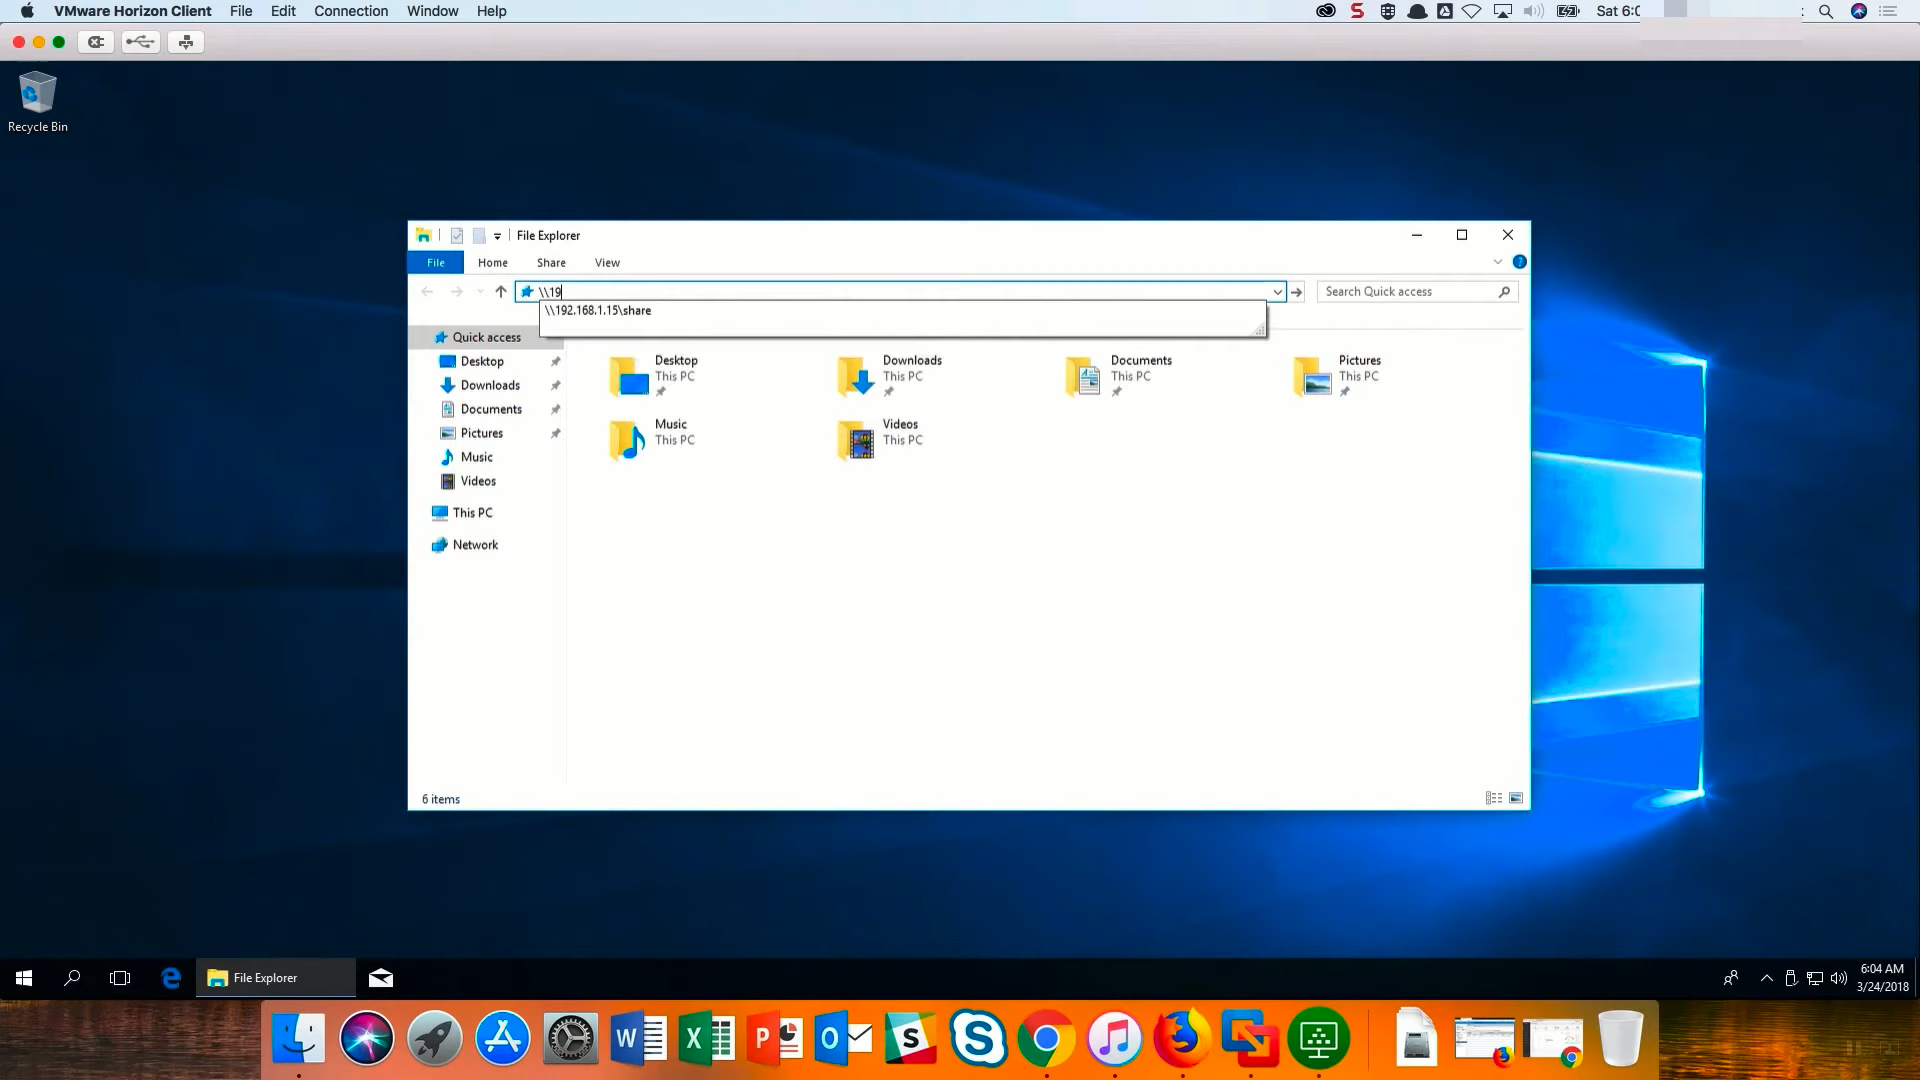 VMware Horizon Client File Edit Connection Window Help
Sat 6:0
Recycle Bin
File Explorer
File Home Share View
\\19
Search Quick access
\\192.168.1.15\share
Quick access
Desktop
Downloads
Documents
Pictures
Music
Videos
This PC
Network
Desktop
This PC
Downloads
This PC
Documents
This PC
Pictures
This PC
Music
This PC
Videos
This PC
6 items
File Explorer
6:04 AM
3/24/2018